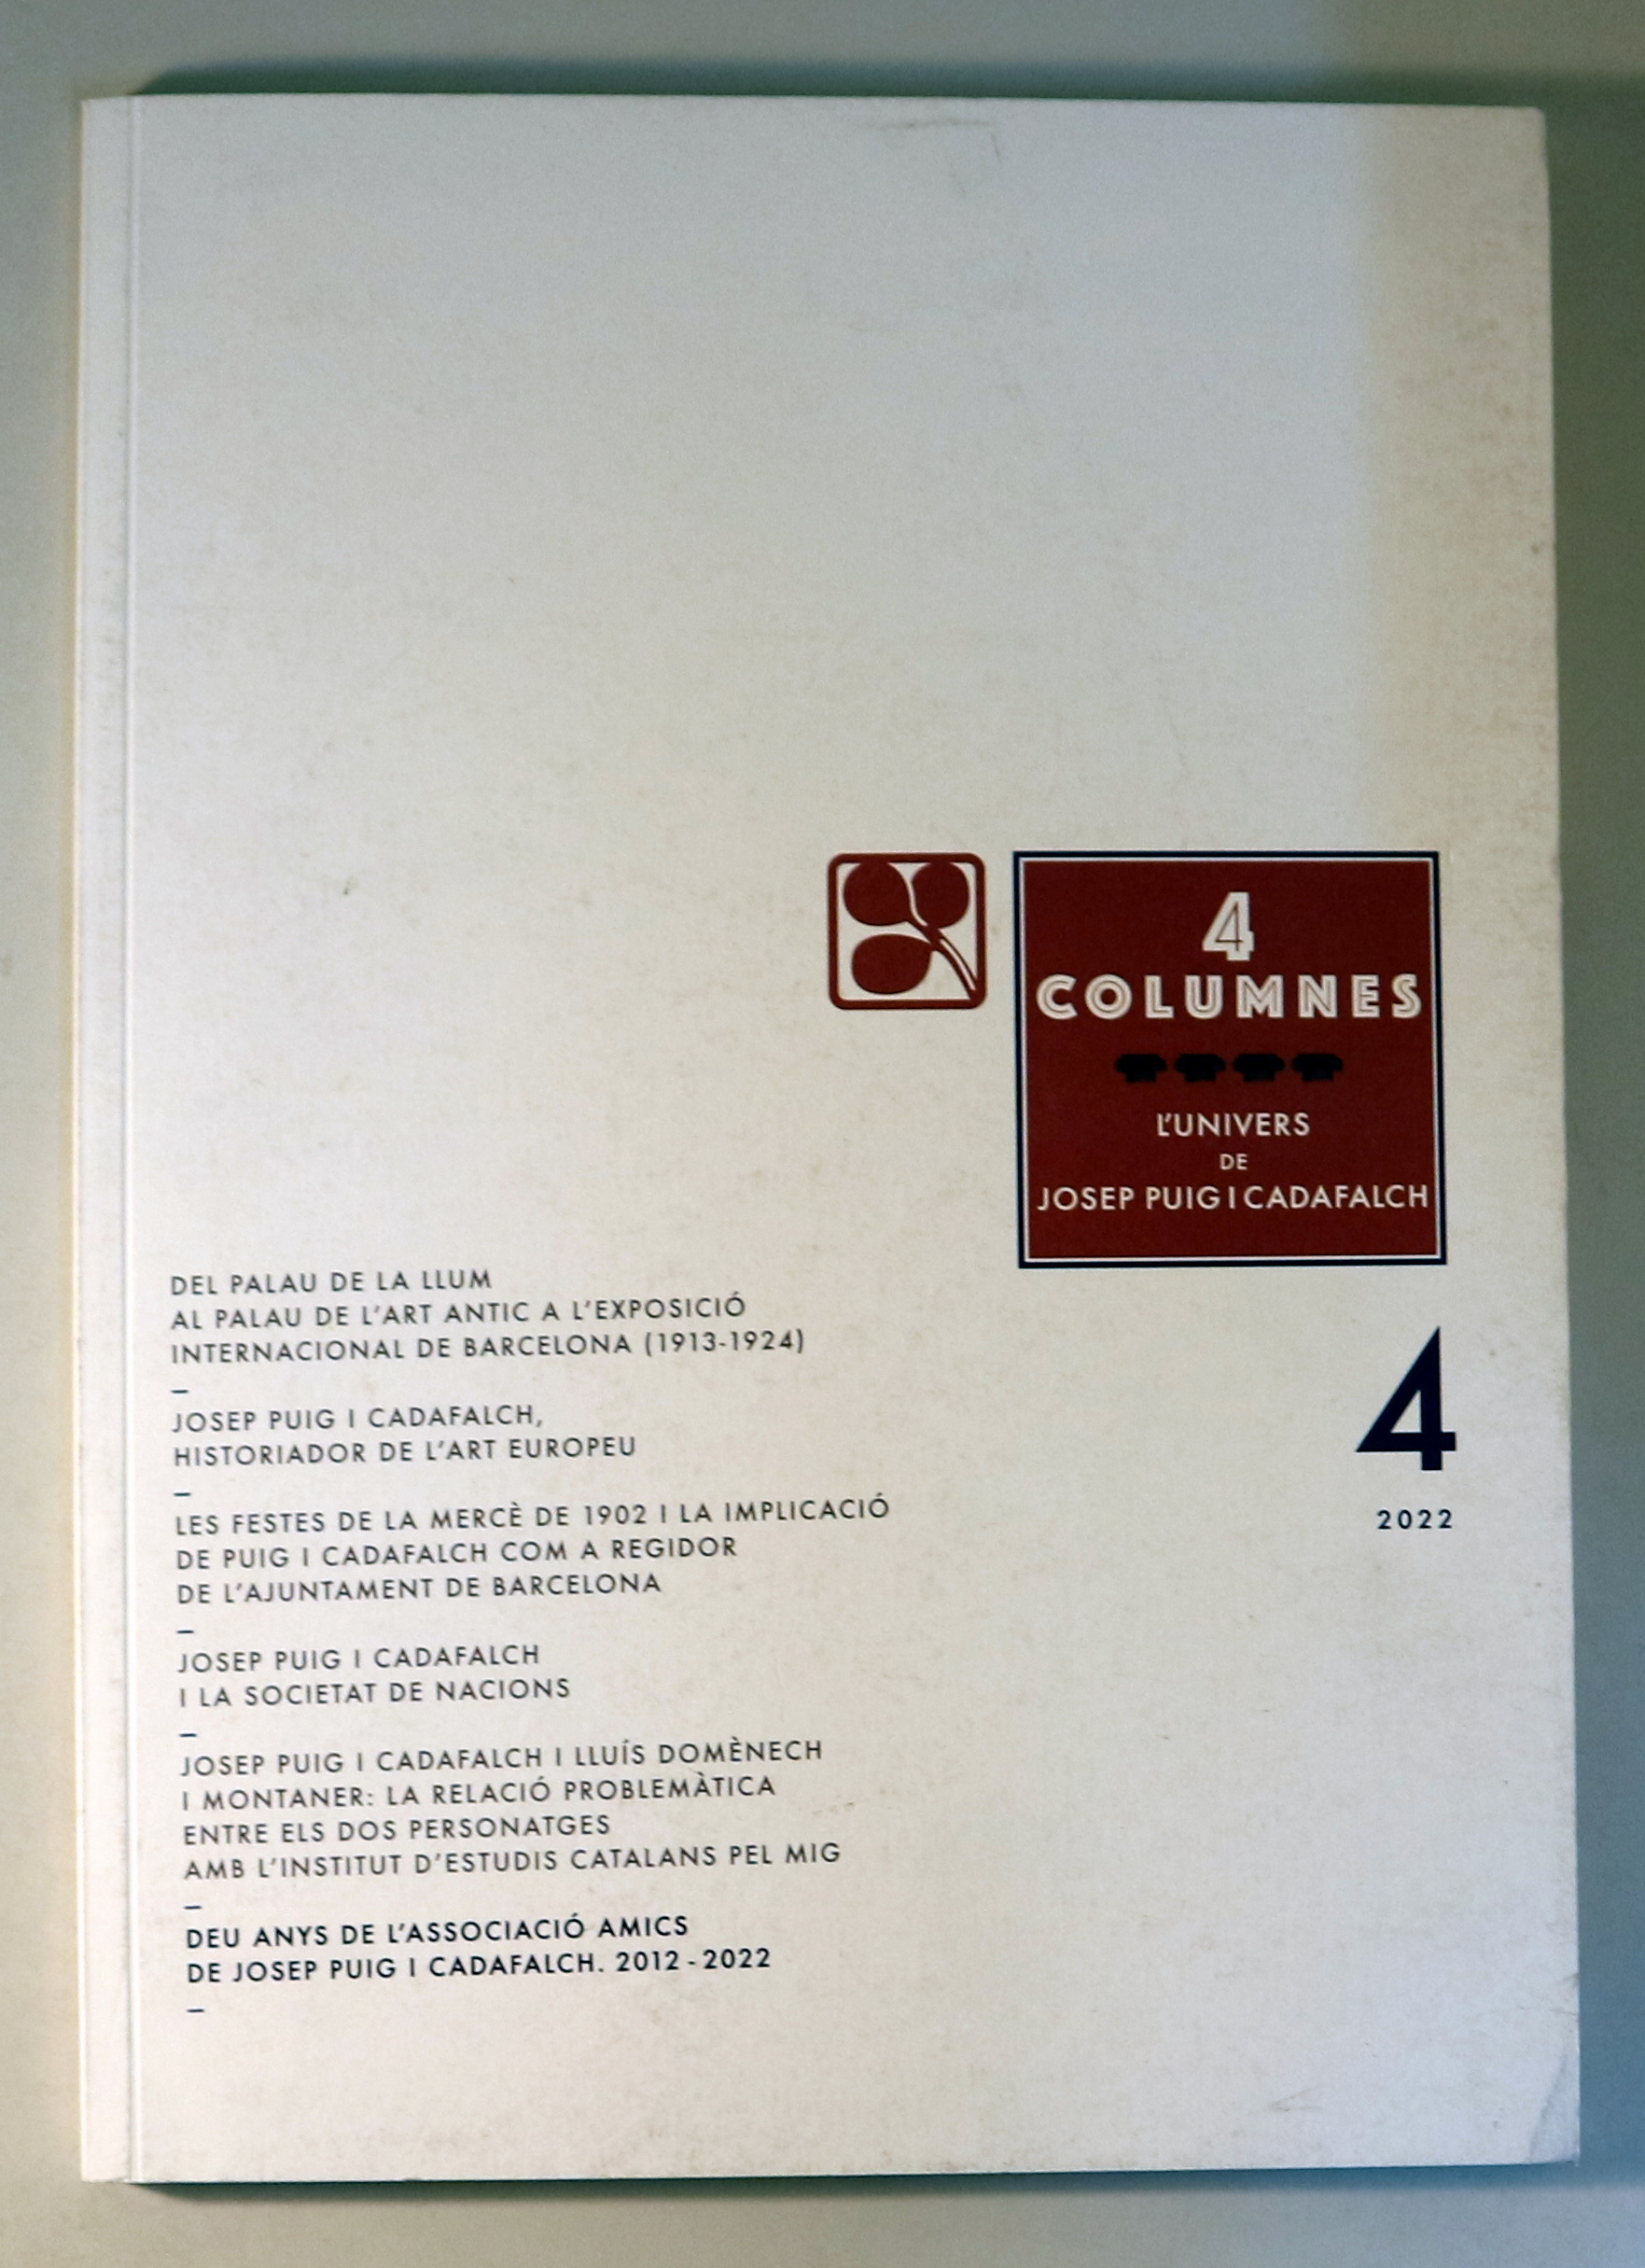 4
COLUMNES
L'UNIVERS
DE
JOSEP PUIG I CADAFALCH
4
2022
DEL PALAU DE LA LLUM
AL PALAU DE L'ART ANTIC A L'EXPOSICIÓ
INTERNACIONAL DE BARCELONA (1913-1924)
–
JOSEP PUIG I CADAFALCH,
HISTORIADOR DE L'ART EUROPEU
–
LES FESTES DE LA MERCÈ DE 1902 I LA IMPLICACIÓ
DE PUIG I CADAFALCH COM A REGIDOR
DE L'AJUNTAMENT DE BARCELONA
–
JOSEP PUIG I CADAFALCH
I LA SOCIETAT DE NACIONS
–
JOSEP PUIG I CADAFALCH I LLUÍS DOMÈNECH
I MONTANER: LA RELACIÓ PROBLEMÀTICA
ENTRE ELS DOS PERSONATGES
AMB L'INSTITUT D'ESTUDIS CATALANS PEL MIG
–
DEU ANYS DE L'ASSOCIACIÓ AMICS
DE JOSEP PUIG I CADAFALCH. 2012 - 2022
–